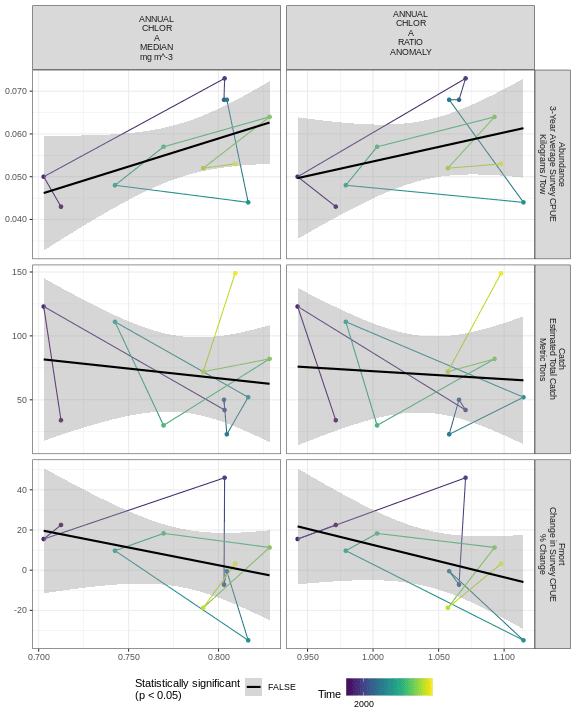 ANNUAL
CHLOR
A
MEDIAN
mg m^-3
ANNUAL
CHLOR
A
RATIO
ANOMALY
0.070
0.060
0.050
0.040
Abundance
3-Year Average Survey CPUE
Kilograms / Tow
150
100
50
Catch
Estimated Total Catch
Metric Tons
40
20
0
-20
Fmort
Change in Survey CPUE
% Change
0.700
0.750
0.800
0.950
1.000
1.050
1.100
Statistically significant
(p < 0.05)
FALSE
Time
2000